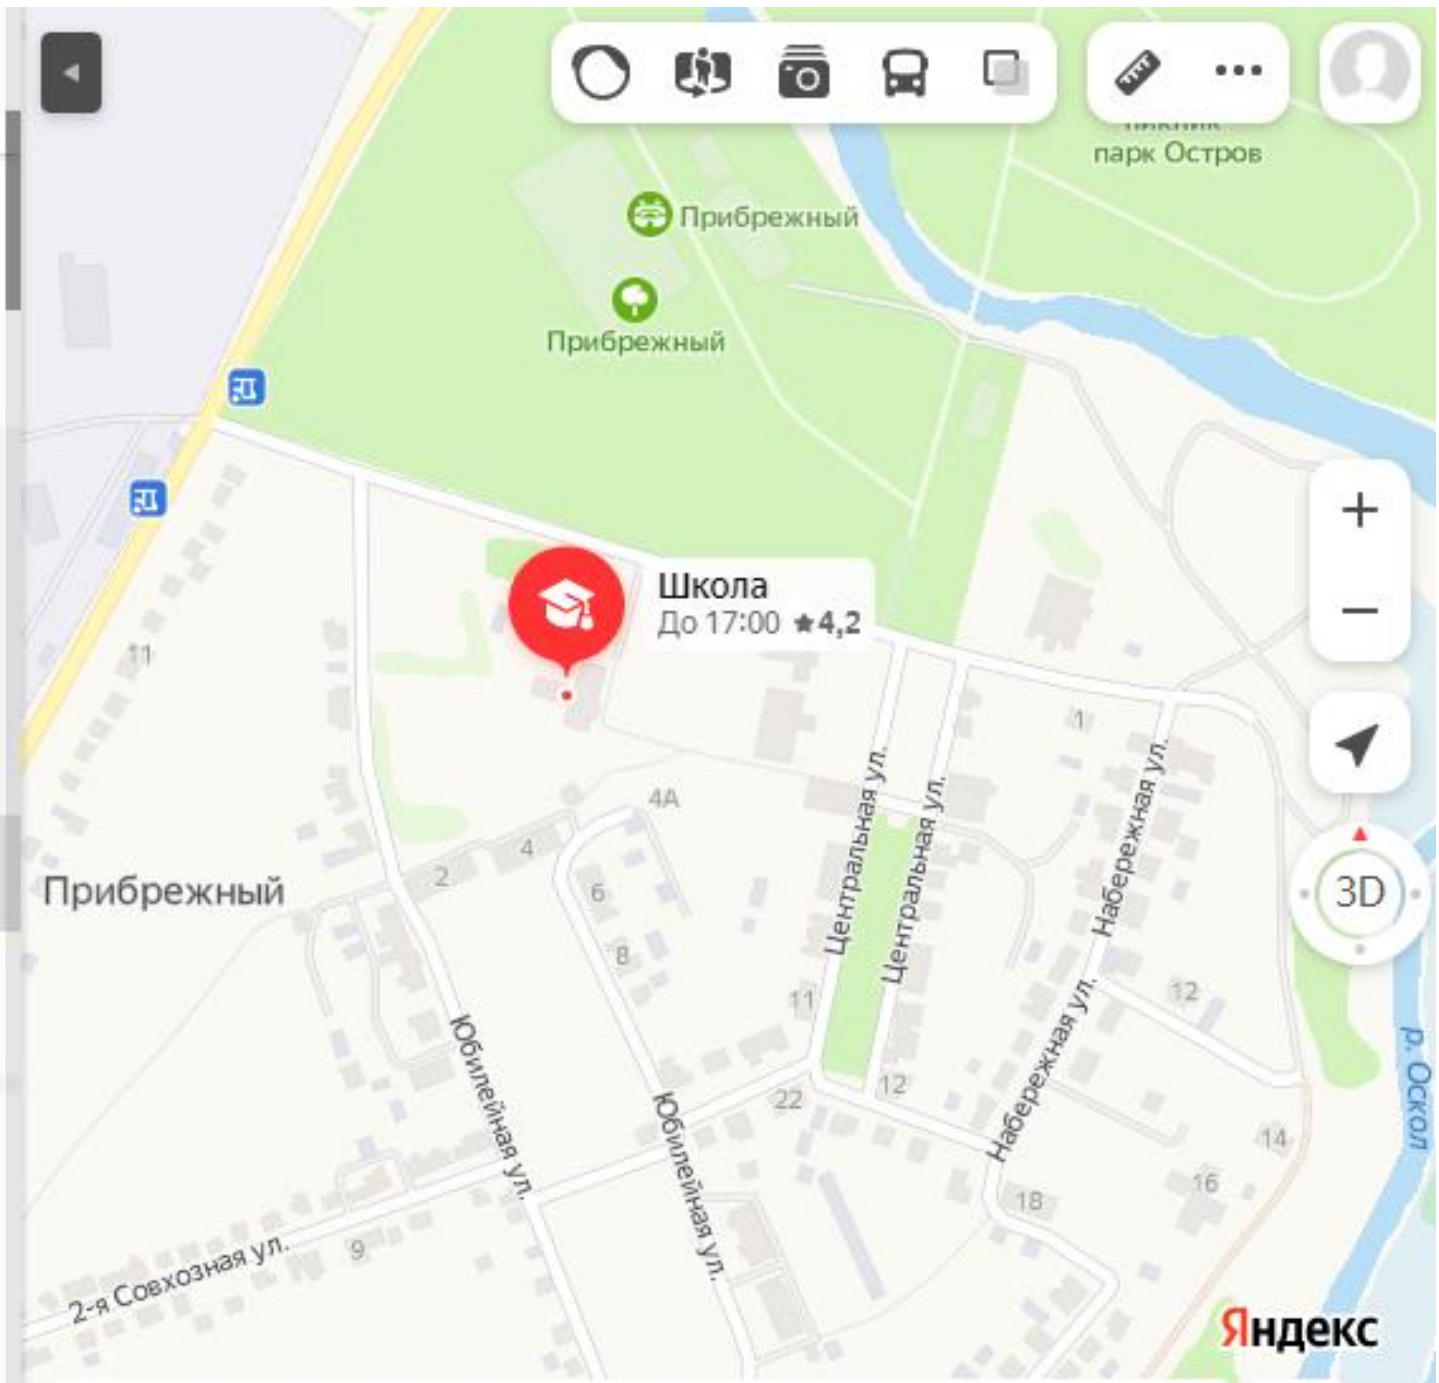 пикник
парк Остров
Прибрежный
Прибрежный
Школа
До 17:00 ★4,2
11
1
4А
4
2
6
8
Прибрежный
Центральная ул.
Центральная ул.
Набережная ул.
Набережная ул.
11
12
12
22
Юбилейная ул.
Юбилейная ул.
14
16
18
9
2-я Совхозная ул.
р. Оскол
3D
Яндекс